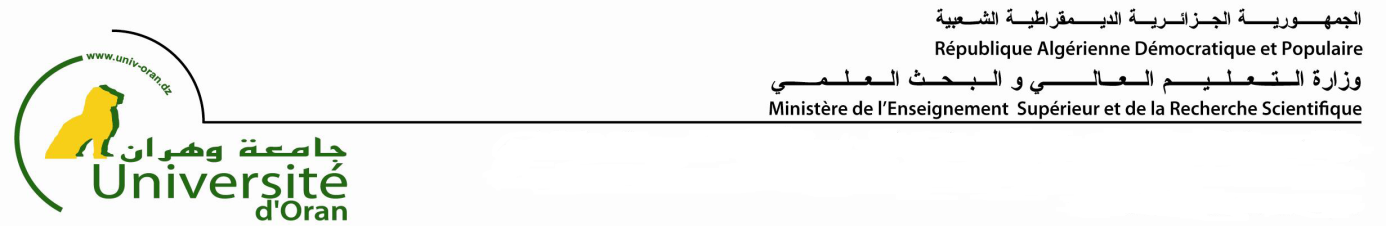 الجمهورية الجزائرية الديمقراطية الشعبية
République Algérienne Démocratique et Populaire
وزارة التعليم العالي و البحث العلمي
Ministère de l'Enseignement Supérieur et de la Recherche Scientifique
www.univ-oran.dz
جامعة وهران
Université
d'Oran